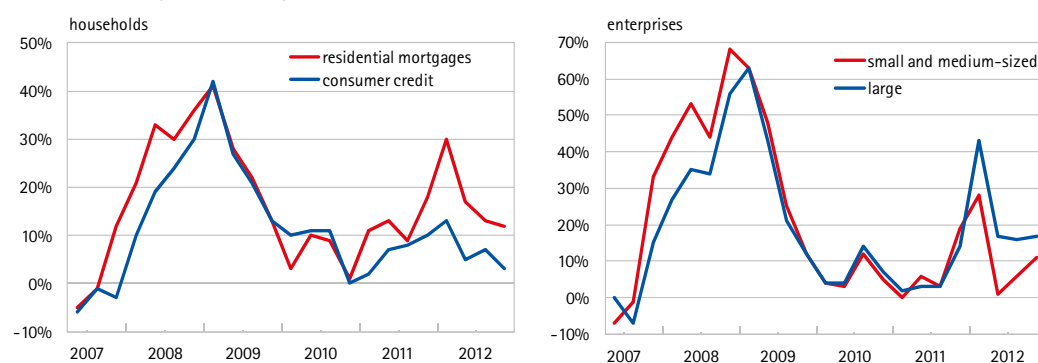 households
50%
40%
30%
20%
10%
0%
-10%
residential mortgages
consumer credit
2007 2008 2009 2010 2011 2012
enterprises
70%
60%
50%
40%
30%
20%
10%
0%
-10%
small and medium-sized
large
2007 2008 2009 2010 2011 2012